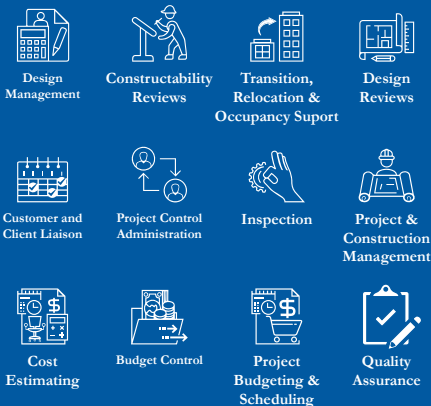 Design
Management
Constructability
Reviews
Transition,
Relocation &
Occupancy Suport
Design
Reviews
Customer and
Client Liaison
Project Control
Administration
Inspection
Project &
Construction
Management
Cost
Estimating
Budget Control
Project
Budgeting &
Scheduling
Quality
Assurance